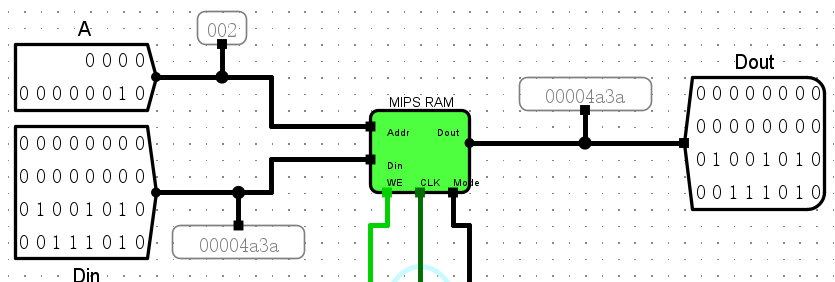 A
0 0 0 0
0 0 0 0 0 0 1 0
002
0 0 0 0 0 0 0 0
0 0 0 0 0 0 0 0
0 1 0 0 1 0 1 0
0 0 1 1 1 0 1 0
Din
00004a3a
MIPS RAM
Addr Dout
Din
WE CLK Mode
00004a3a
Dout
0 0 0 0 0 0 0 0
0 0 0 0 0 0 0 0
0 1 0 0 1 0 1 0
0 0 1 1 1 0 1 0